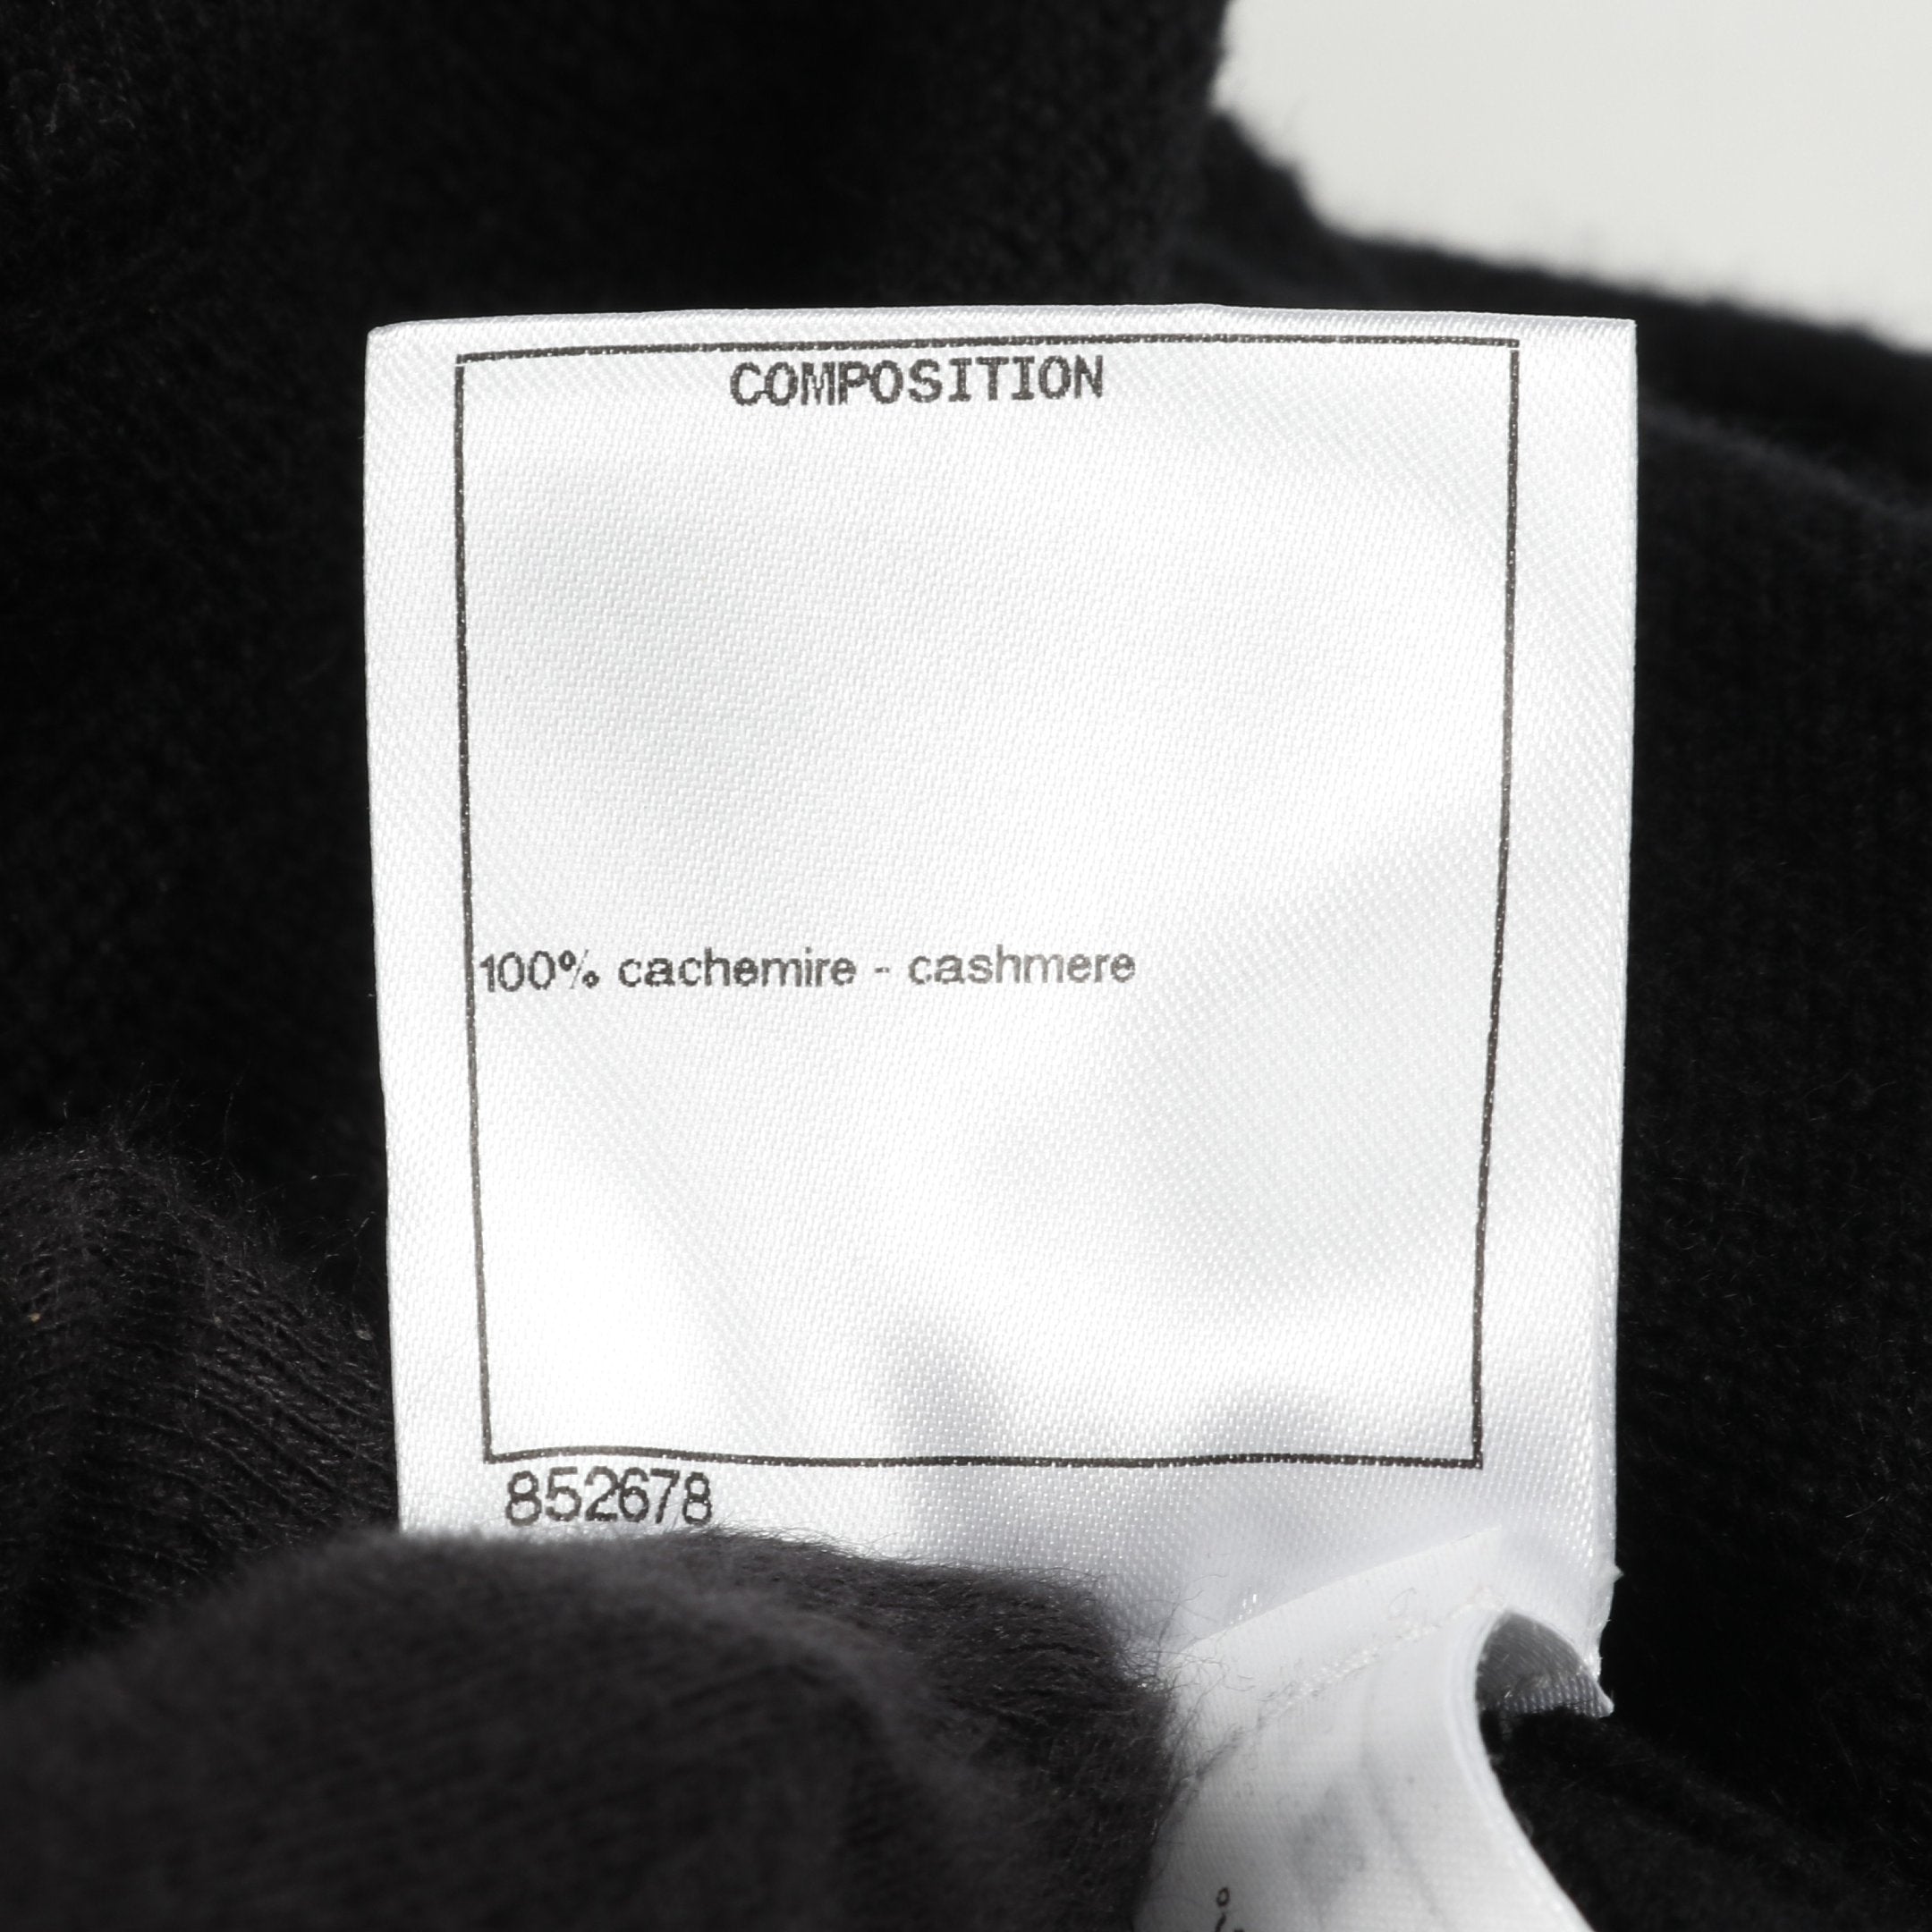 COMPOSITION
100% cachemire - cashmere
852678